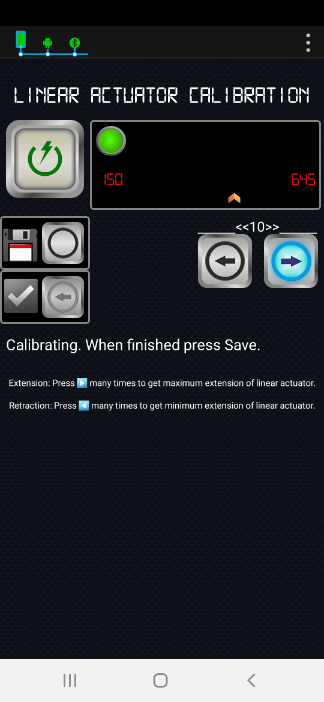 LINEAR ACTUATOR CALIBRATION
150 645
<<10>>
Calibrating. When finished press Save.
Extension: Press ▶ many times to get maximum extension of linear actuator.
Retraction: Press ◀ many times to get minimum extension of linear actuator.